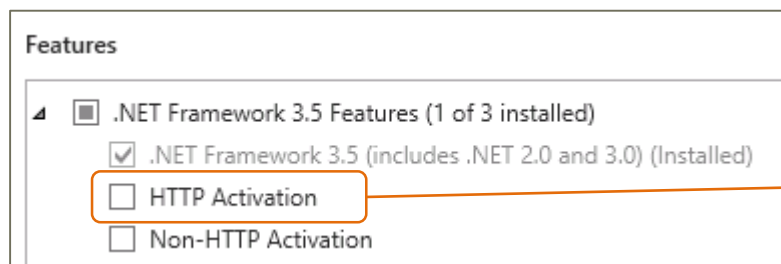 Features
.NET Framework 3.5 Features (1 of 3 installed)
.NET Framework 3.5 (includes .NET 2.0 and 3.0) (Installed)
HTTP Activation
Non-HTTP Activation